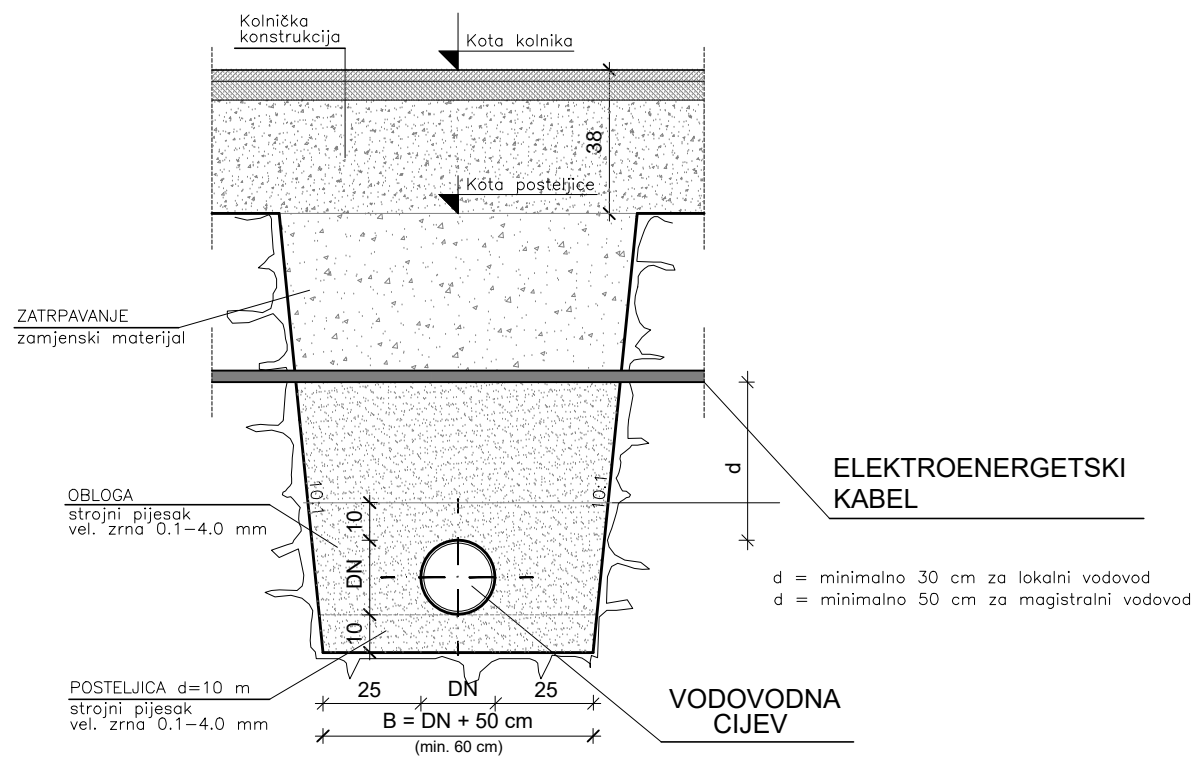 Kolnička
konstrukcija
Kota kolnika
38
Kota posteljice
ZATRPAVANJE
zamjenski materijal
ELEKTROENERGETSKI
KABEL
d
OBLOGA
strojni pijesak
vel. zrna 0.1-4.0 mm
10:1
10:1
10
DN
10
d = minimalno 30 cm za lokalni vodovod
d = minimalno 50 cm za magistralni vodovod
POSTELJICA d=10 m
strojni pijesak
vel. zrna 0.1-4.0 mm
25 DN 25
B = DN + 50 cm
(min. 60 cm)
VODOVODNA
CIJEV